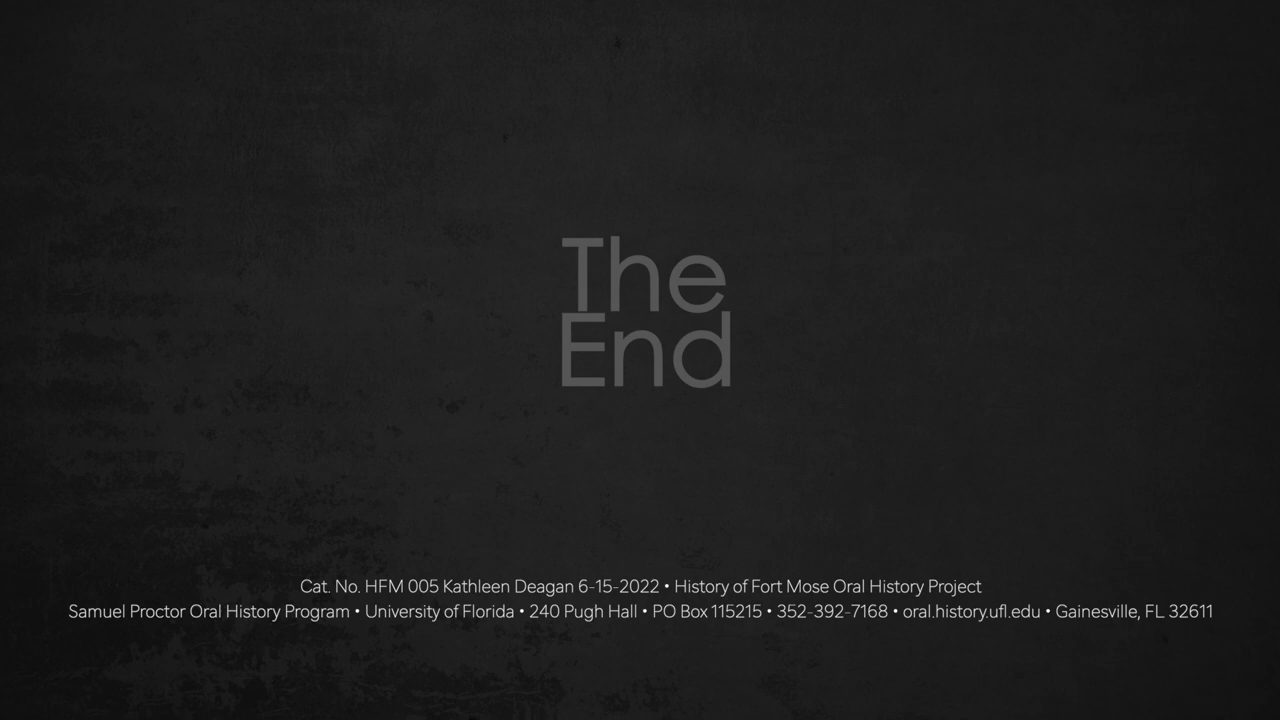 The
End
Cat. No. HFM 005 Kathleen Deagan 6-15-2022 • History of Fort Mose Oral History Project
Samuel Proctor Oral History Program • University of Florida • 240 Pugh Hall • PO Box 115215 • 352-392-7168 • oral.history.ufl.edu • Gainesville, FL 32611